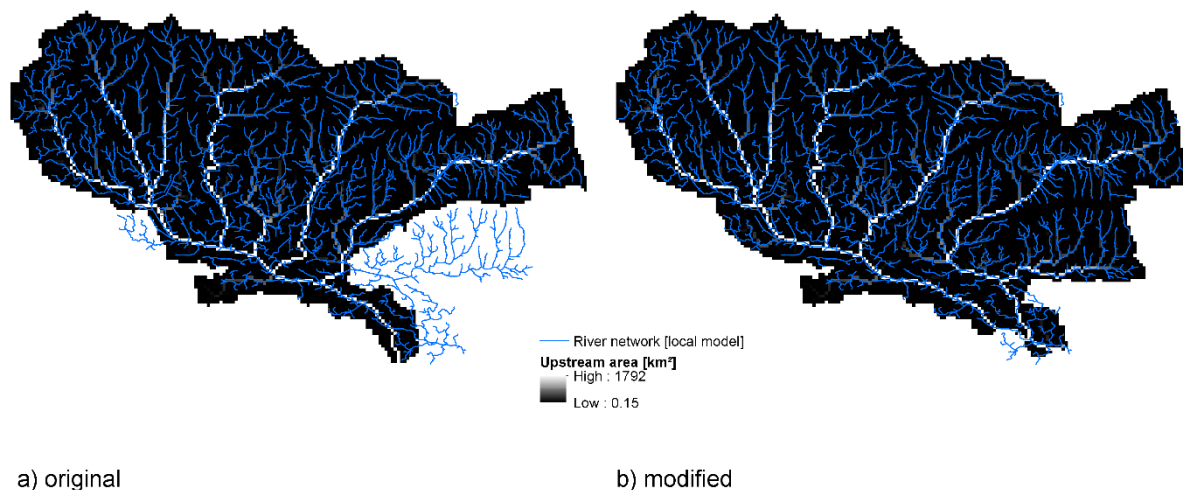 River network [local model]
Upstream area [km²]
High : 1792
Low : 0.15
a) original
b) modified